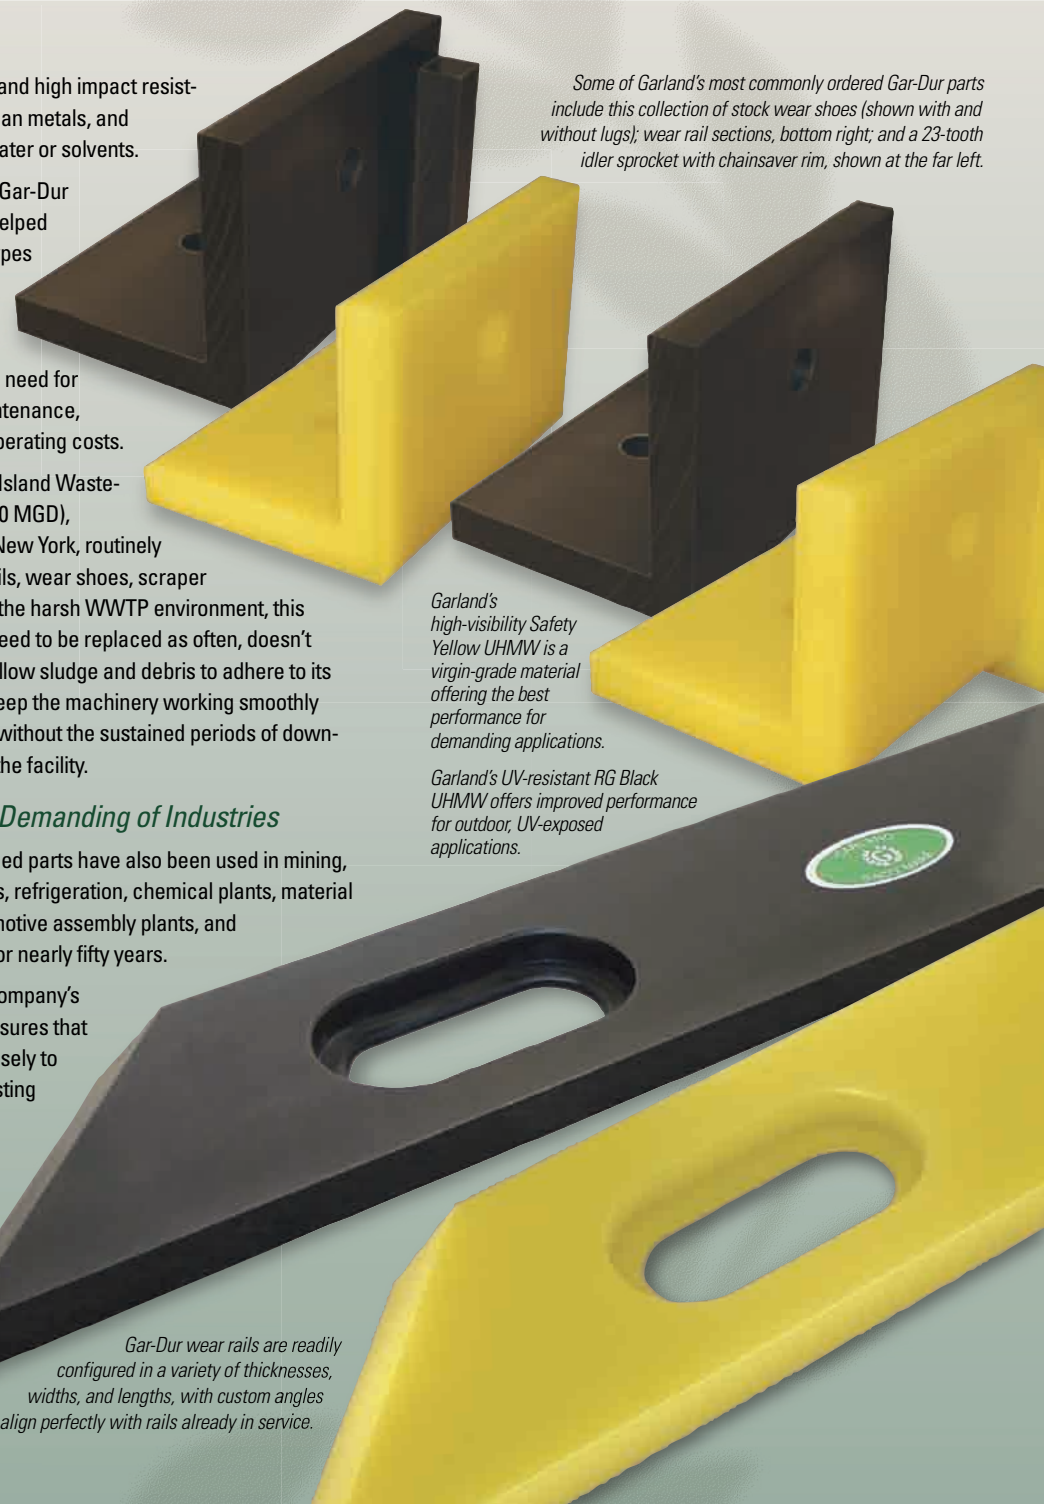 and high impact resist-
an metals, and
ater or solvents.
Gar-Dur
elped
pes
need for
ntenance,
perating costs.
Island Waste-
0 MGD),
New York, routinely
ils, wear shoes, scraper
the harsh WWTP environment, this
eed to be replaced as often, doesn't
llow sludge and debris to adhere to its
eep the machinery working smoothly
without the sustained periods of down-
the facility.
Demanding of Industries
ed parts have also been used in mining,
s, refrigeration, chemical plants, material
motive assembly plants, and
or nearly fifty years.
ompany's
sures that
sely to
sting
Some of Garland's most commonly ordered Gar-Dur parts
include this collection of stock wear shoes (shown with and
without lugs); wear rail sections, bottom right; and a 23-tooth
idler sprocket with chainsaver rim, shown at the far left.
Garland's
high-visibility Safety
Yellow UHMW is a
virgin-grade material
offering the best
performance for
demanding applications.
Garland's UV-resistant RG Black
UHMW offers improved performance
for outdoor, UV-exposed
applications.
GARLAND
G
Gar-Dur wear rails are readily
configured in a variety of thicknesses,
widths, and lengths, with custom angles
align perfectly with rails already in service.